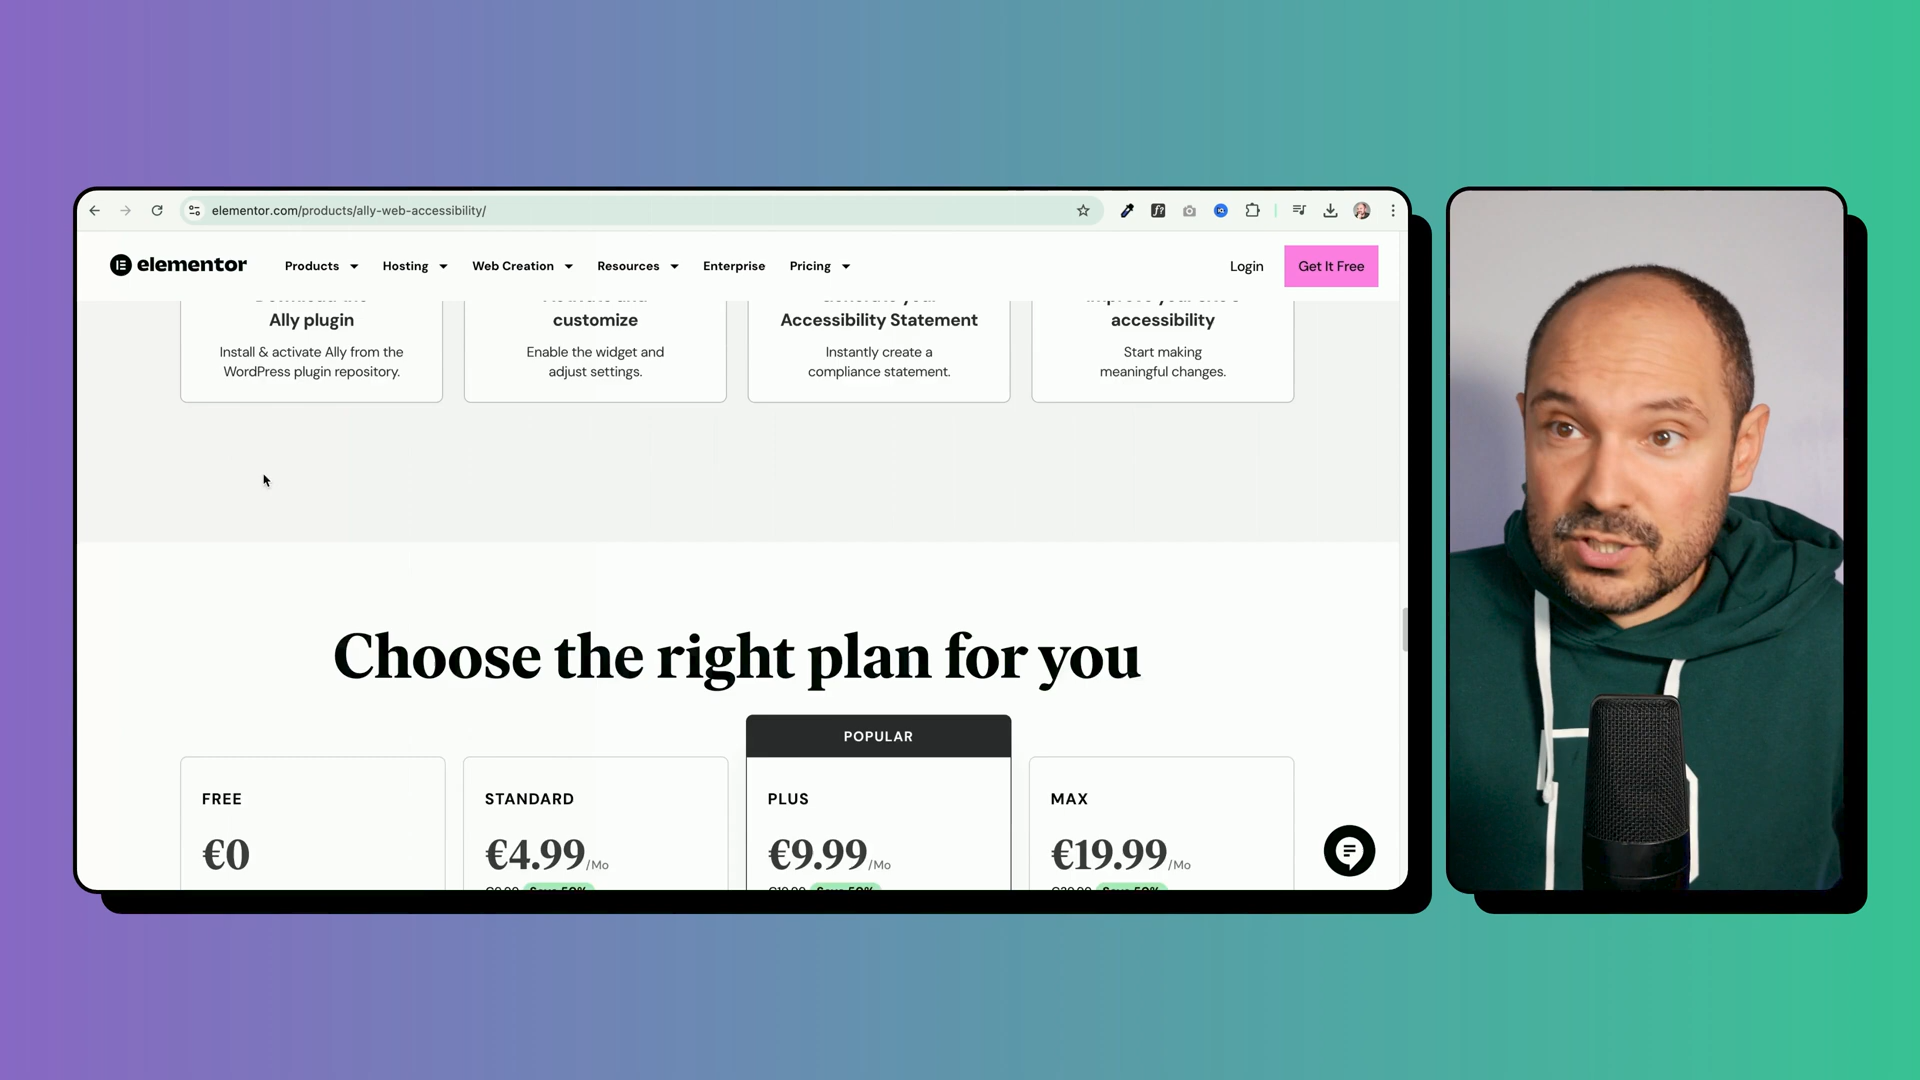 elementor.com/products/ally-web-accessibility/
elementor
Products
Hosting
Web Creation
Resources
Enterprise
Pricing
Login
Get It Free
Ally plugin
Install & activate Ally from the
WordPress plugin repository.
customize
Enable the widget and
adjust settings.
Accessibility Statement
Instantly create a
compliance statement.
accessibility
Start making
meaningful changes.
Choose the right plan for you
FREE
€0
STANDARD
€4.99/Mo
POPULAR
PLUS
€9.99/Mo
MAX
€19.99/Mo